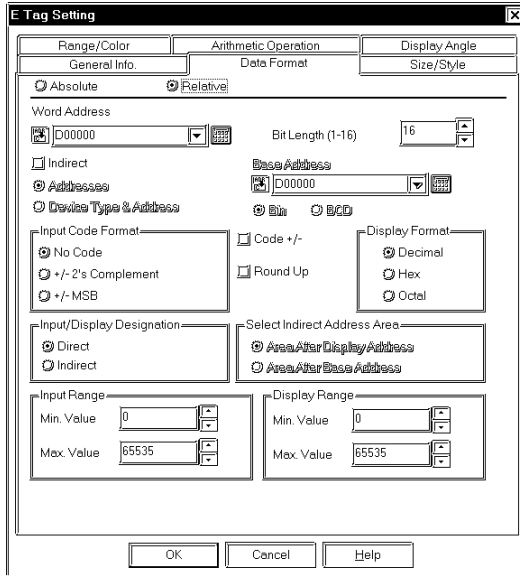 E Tag Setting
Range/Color Arithmetic Operation Display Angle
General Info. Data Format Size/Style
Absolute Relative
Word Address
D00000 Bit Length (1-16) 16
Indirect Base Address
Addresses D00000
Device Type & Address Bin BCD
Input Code Format Code +/- Display Format
No Code Decimal
+/- 2's Complement Round Up Hex
+/- MSB Octal
Input/Display Designation Select Indirect Address Area
Direct Area After Display Address
Indirect Area After Base Address
Input Range Display Range
Min. Value 0 Min. Value 0
Max. Value 65535 Max. Value 65535
OK Cancel Help